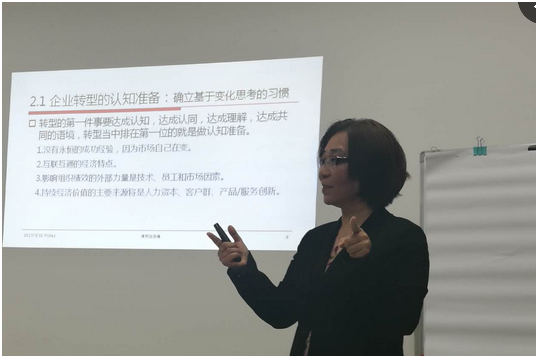 2.1 企业转型的认知准备：确立基于变化思考的习惯
转型的第一件事要达成认知，达成认同，达成理解，达成共
同的语境，转型当中排在第一位的就是做认知准备。
1.没有永恒的成功经验，因为市场自己在变。
2.互联互通的经济特点。
3.影响组织绩效的外部力量是技术、员工和市场因素。
4.持续经济价值的主要来源将是人力资本、客户群、产品/服务创新。